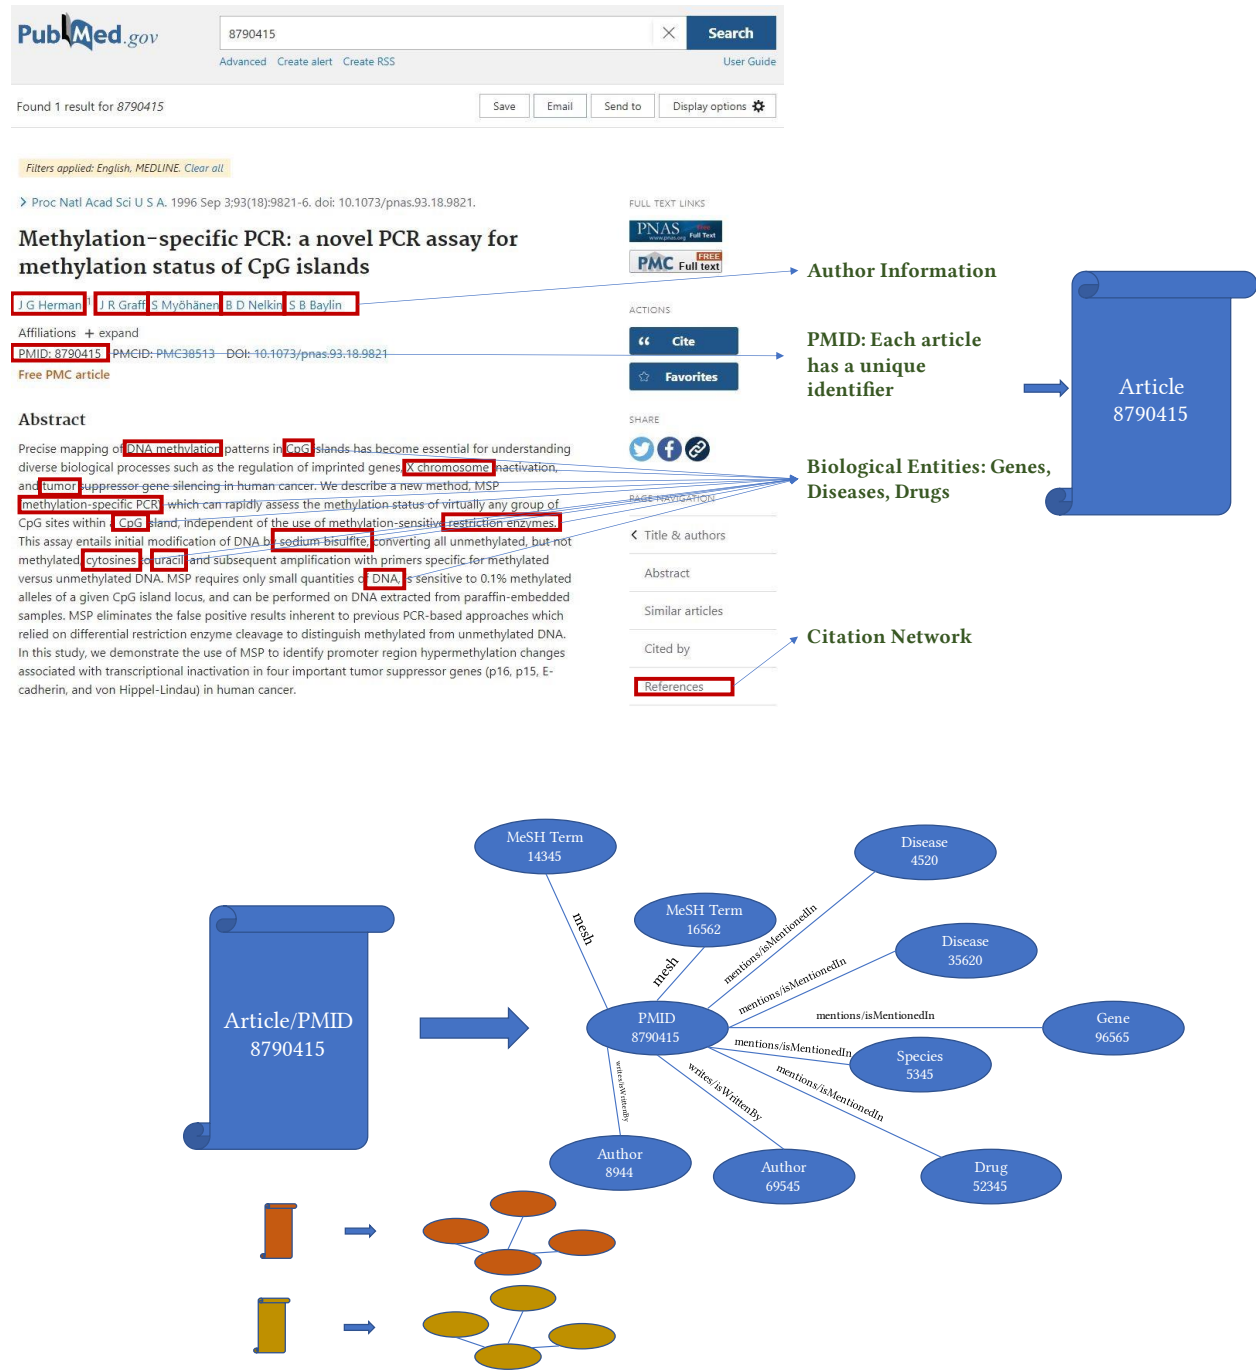 PubMed.gov
8790415
Search
Advanced Create alert Create RSS
User Guide
Found 1 result for 8790415
Save
Email
Send to
Display options
Filters applied: English, MEDLINE. Clear all
Proc Natl Acad Sci U S A. 1996 Sep 3;93(18):9821-6. doi: 10.1073/pnas.93.18.9821.
Methylation-specific PCR: a novel PCR assay for
methylation status of CpG islands
J G Herman 1 J R Graff S Myöhänen B D Nelkin S B Baylin
Affiliations + expand
PMID: 8790415 PMCID: PMC38513 DOI: 10.1073/pnas.93.18.9821
Free PMC article
Abstract
Precise mapping of DNA methylation patterns in CpG islands has become essential for understanding
diverse biological processes such as the regulation of imprinted genes, X chromosome inactivation,
and tumor suppressor gene silencing in human cancer. We describe a new method, MSP
methylation-specific PCR which can rapidly assess the methylation status of virtually any group of
CpG sites within a CpG island, independent of the use of methylation-sensitive restriction enzymes.
This assay entails initial modification of DNA by sodium bisulfite, converting all unmethylated, but not
methylated, cytosines to uracil and subsequent amplification with primers specific for methylated
versus unmethylated DNA. MSP requires only small quantities of DNA, is sensitive to 0.1% methylated
alleles of a given CpG island locus, and can be performed on DNA extracted from paraffin-embedded
samples. MSP eliminates the false positive results inherent to previous PCR-based approaches which
relied on differential restriction enzyme cleavage to distinguish methylated from unmethylated DNA.
In this study, we demonstrate the use of MSP to identify promoter region hypermethylation changes
associated with transcriptional inactivation in four important tumor suppressor genes (p16, p15, E-
cadherin, and von Hippel-Lindau) in human cancer.
FULL TEXT LINKS
PNAS Full Text
www.pnas.org
PMC FREE Full text
ACTIONS
Cite
Favorites
SHARE
PAGE NAVIGATION
Title & authors
Abstract
Similar articles
Cited by
References
Author Information
PMID: Each article
has a unique
identifier
Biological Entities: Genes,
Diseases, Drugs
Citation Network
Article
8790415
Article/PMID
8790415
MeSH Term
14345
MeSH Term
16562
Disease
4520
Disease
35620
Gene
96565
Species
5345
Drug
52345
Author
69545
Author
8944
PMID
8790415
mesh
mesh
mentions/isMentionedIn
mentions/isMentionedIn
mentions/isMentionedIn
mentions/isMentionedIn
mentions/isMentionedIn
writes/isWrittenBy
writes/isWrittenBy